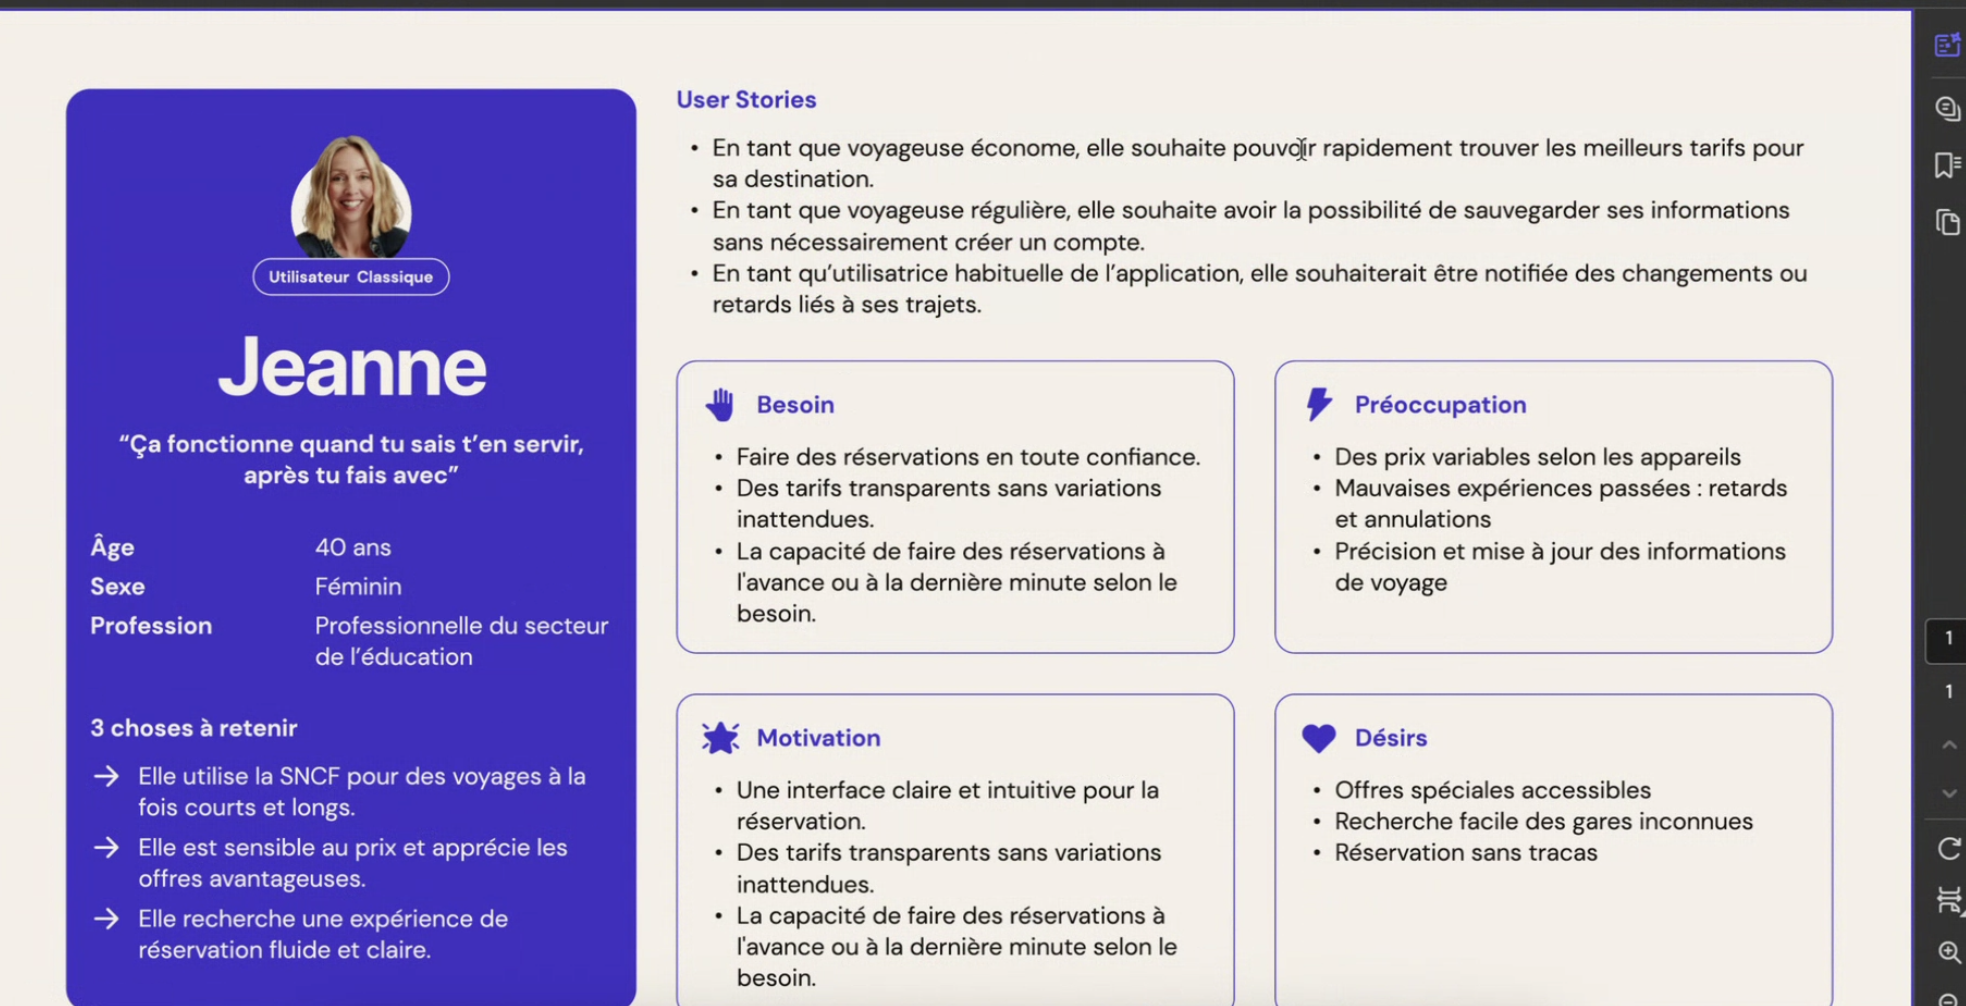 Utilisateur Classique
Jeanne
“Ça fonctionne quand tu sais t’en servir,
après tu fais avec”
Âge 40 ans
Sexe Féminin
Profession Professionnelle du secteur
de l’éducation
3 choses à retenir
→ Elle utilise la SNCF pour des voyages à la
fois courts et longs.
→ Elle est sensible au prix et apprécie les
offres avantageuses.
→ Elle recherche une expérience de
réservation fluide et claire.
User Stories
• En tant que voyageuse économe, elle souhaite pouvoir rapidement trouver les meilleurs tarifs pour
sa destination.
• En tant que voyageuse régulière, elle souhaite avoir la possibilité de sauvegarder ses informations
sans nécessairement créer un compte.
• En tant qu’utilisatrice habituelle de l’application, elle souhaiterait être notifiée des changements ou
retards liés à ses trajets.
Besoin
• Faire des réservations en toute confiance.
• Des tarifs transparents sans variations
inattendues.
• La capacité de faire des réservations à
l'avance ou à la dernière minute selon le
besoin.
Préoccupation
• Des prix variables selon les appareils
• Mauvaises expériences passées : retards
et annulations
• Précision et mise à jour des informations
de voyage
Motivation
• Une interface claire et intuitive pour la
réservation.
• Des tarifs transparents sans variations
inattendues.
• La capacité de faire des réservations à
l'avance ou à la dernière minute selon le
besoin.
Désirs
• Offres spéciales accessibles
• Recherche facile des gares inconnues
• Réservation sans tracas
1
1